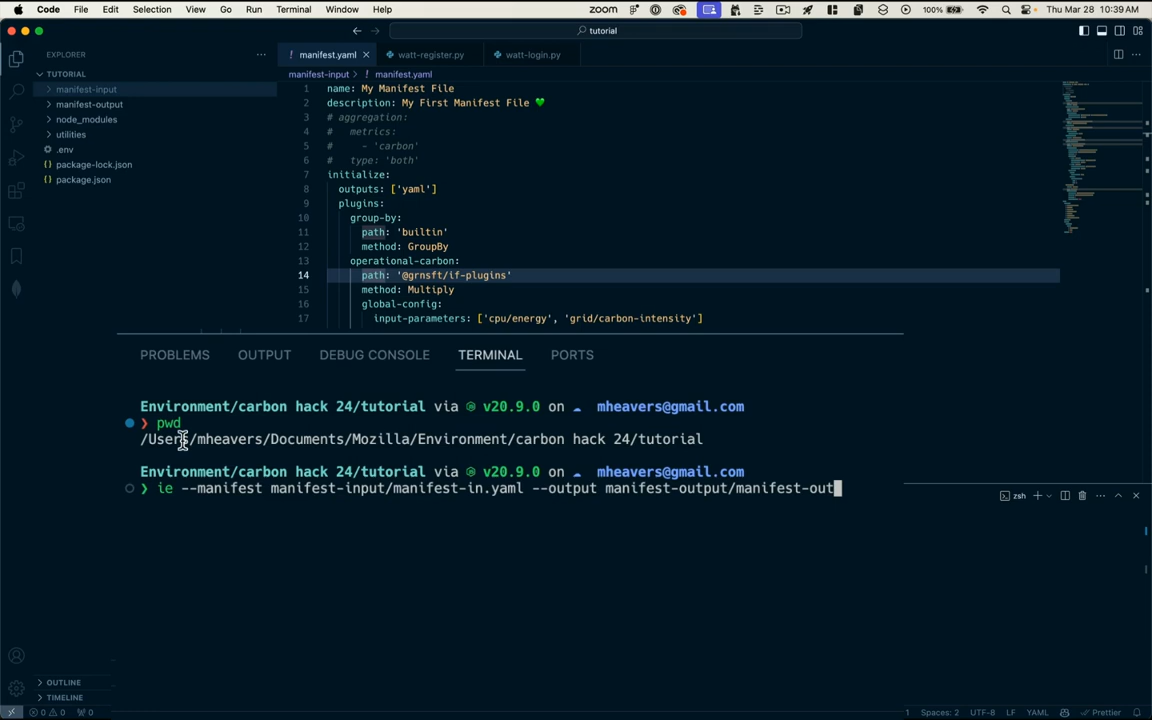 Code File Edit Selection View Go Run Terminal Window Help zoom 100% Thu Mar 28 10:39 AM
tutorial
EXPLORER ... ! manifest.yaml × watt-register.py watt-login.py ...
TUTORIAL manifest-input > ! manifest.yaml
manifest-input
manifest-output
node_modules
utilities
.env
package-lock.json
package.json
1 name: My Manifest File
2 description: My First Manifest File 💚
3 # aggregation:
4 #   metrics:
5 #     - 'carbon'
6 #   type: 'both'
7 initialize:
8   outputs: ['yaml']
9   plugins:
10     group-by:
11       path: 'builtin'
12       method: GroupBy
13     operational-carbon:
14       path: '@grnsft/if-plugins'
15       method: Multiply
16       global-config:
17         input-parameters: ['cpu/energy', 'grid/carbon-intensity']
PROBLEMS OUTPUT DEBUG CONSOLE TERMINAL PORTS
Environment/carbon hack 24/tutorial via v20.9.0 on mheavers@gmail.com
❯ pwd
/Users/mheavers/Documents/Mozilla/Environment/carbon hack 24/tutorial
Environment/carbon hack 24/tutorial via v20.9.0 on mheavers@gmail.com
❯ ie --manifest manifest-input/manifest-in.yaml --output manifest-output/manifest-out
zsh
OUTLINE
TIMELINE
0 0 0 Spaces: 2 UTF-8 LF YAML Prettier